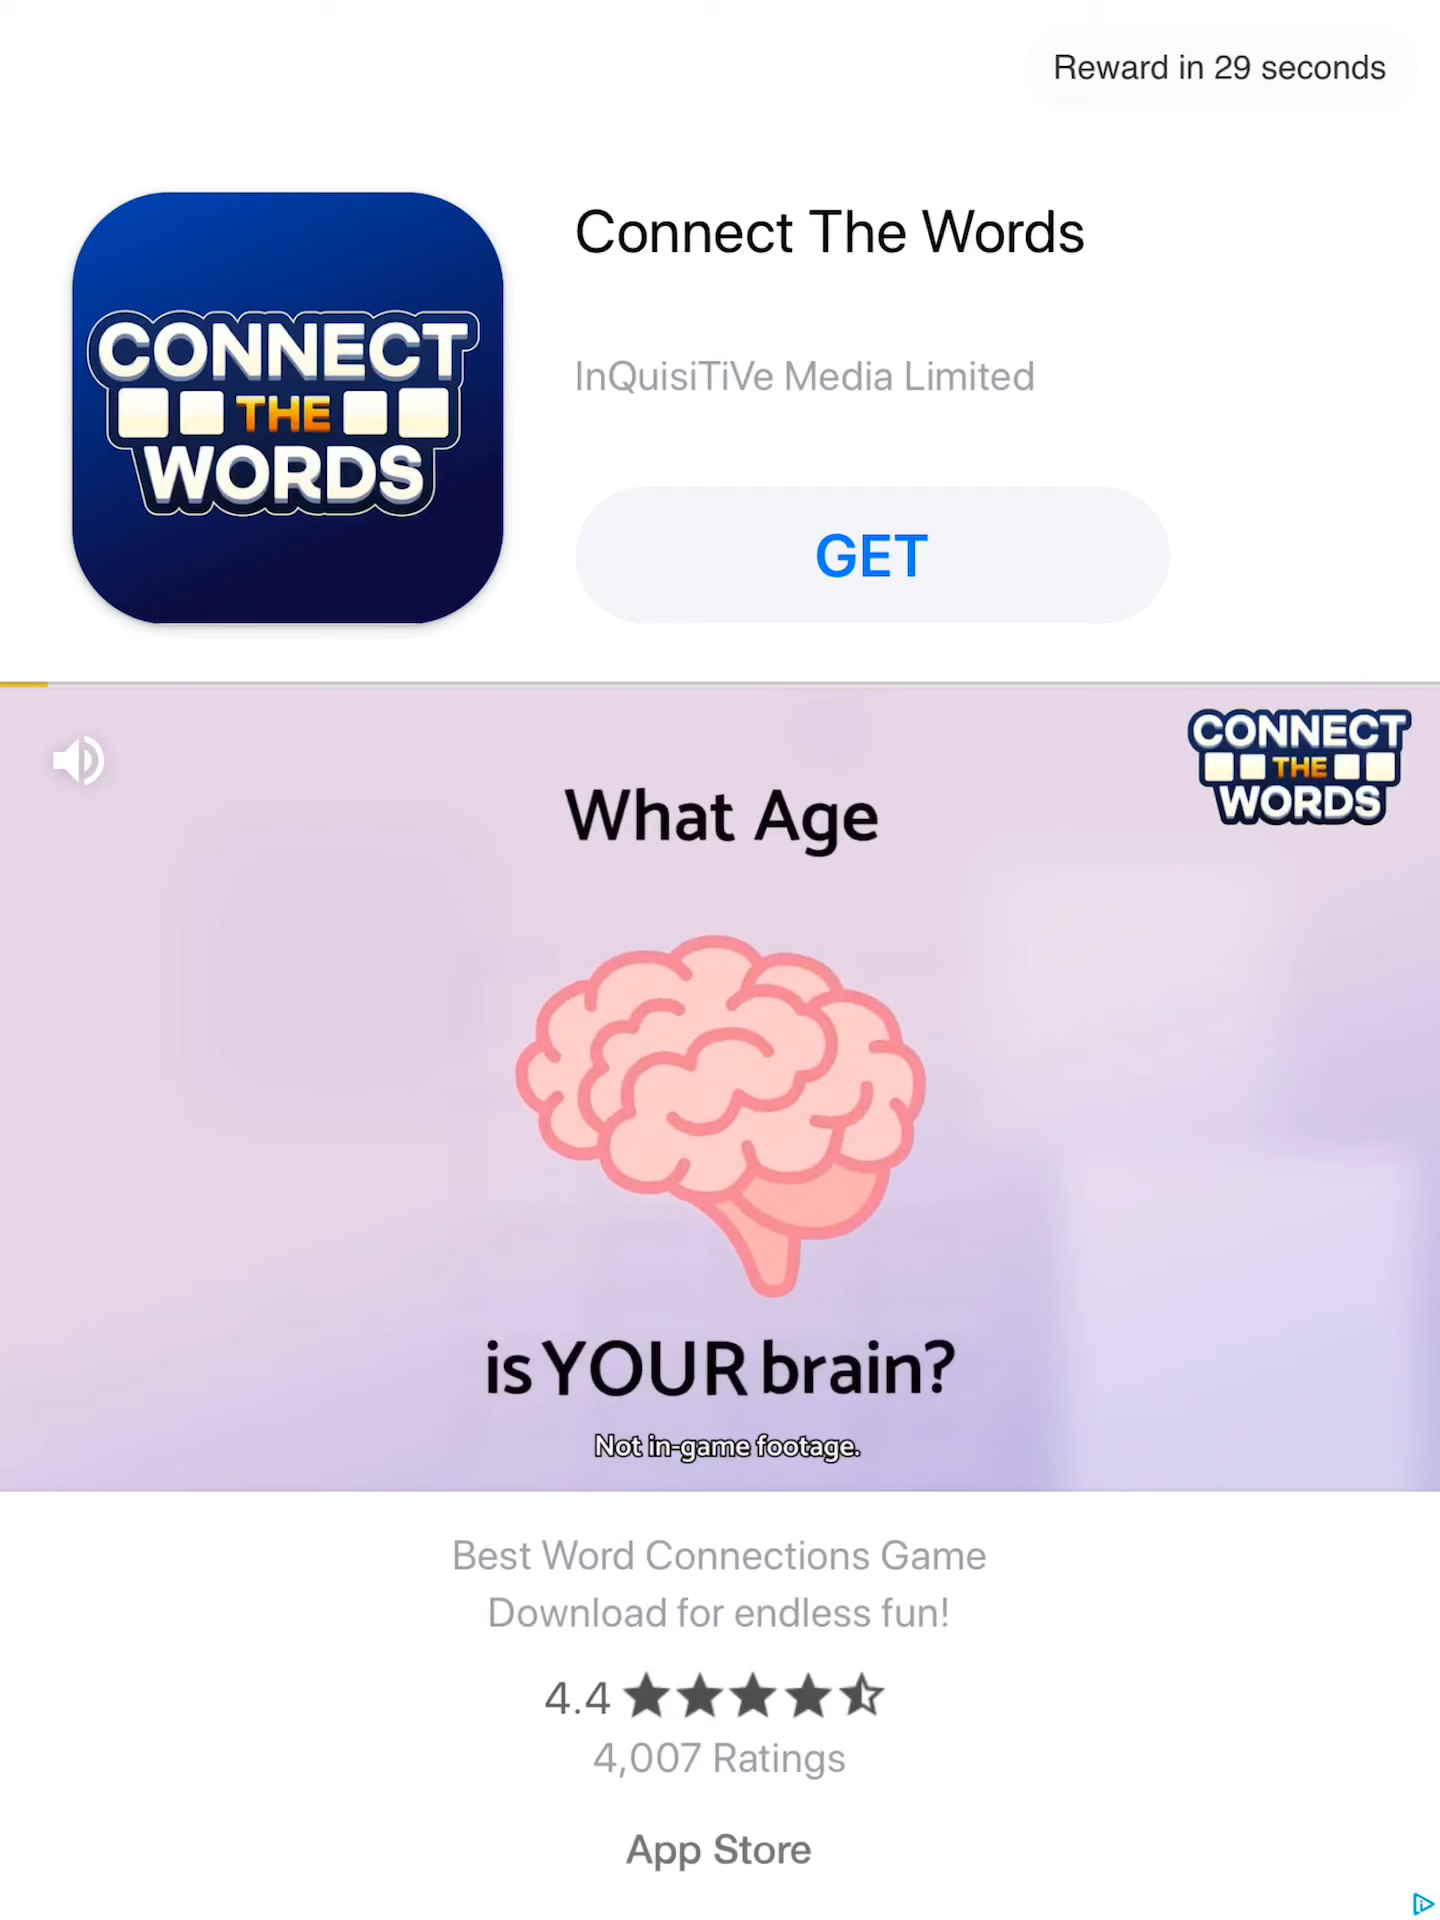 Reward in 29 seconds
CONNECT
THE
WORDS
Connect The Words
InQuisiTiVe Media Limited
GET
CONNECT
THE
WORDS
What Age
is YOUR brain?
Not in-game footage.
Best Word Connections Game
Download for endless fun!
4.4
4,007 Ratings
App Store